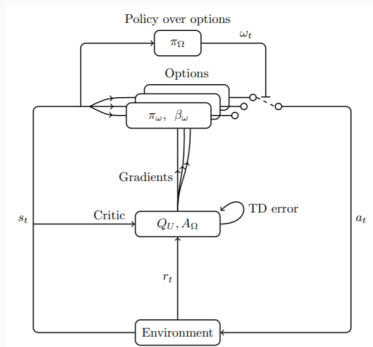 Policy over options
π_Ω
ω_t
Options
π_ω, β_ω
Gradients
s_t
Critic
Q_U, A_Ω
TD error
a_t
r_t
Environment